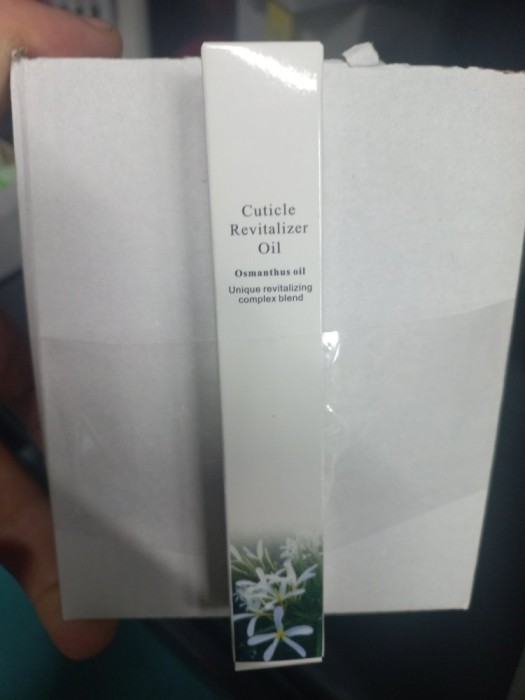 Cuticle
Revitalizer
Oil
Osmanthus oil
Unique revitalizing
complex blend